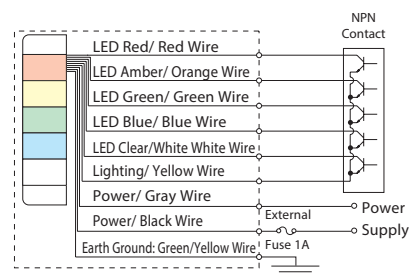 NPN
Contact
LED Red/ Red Wire
LED Amber/ Orange Wire
LED Green/ Green Wire
LED Blue/ Blue Wire
LED Clear/White White Wire
Lighting/ Yellow Wire
Power/ Gray Wire
Power
Power/ Black Wire
External
Fuse 1A
Supply
Earth Ground: Green/Yellow Wire